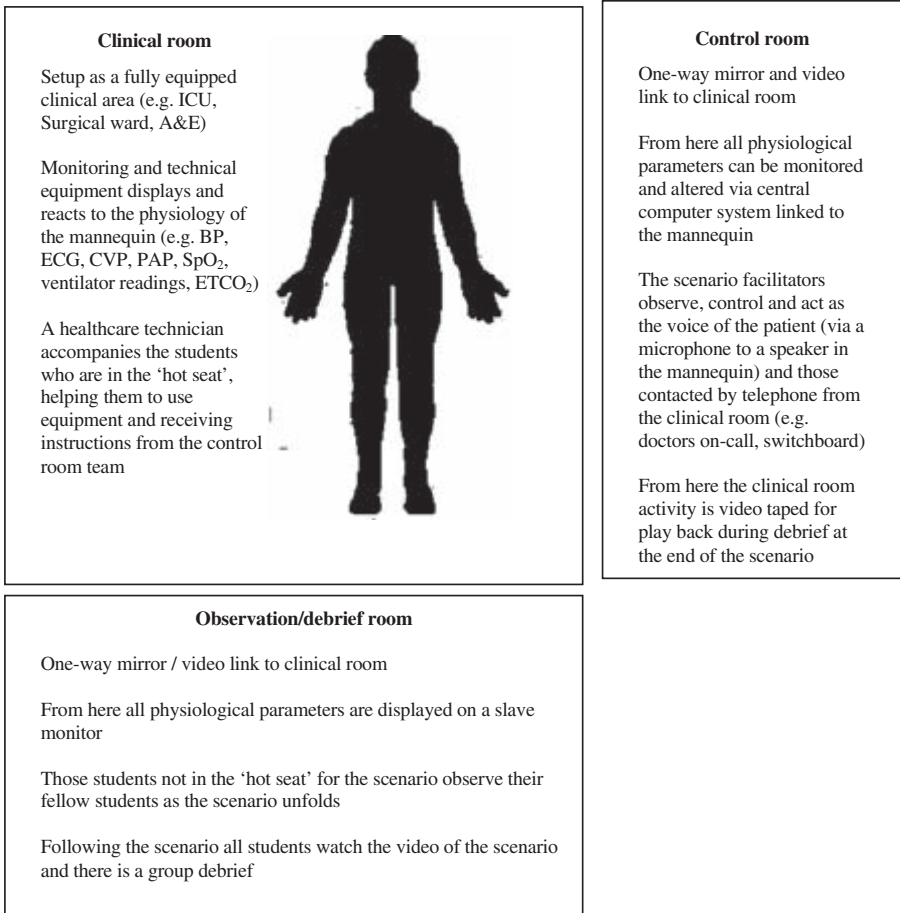 Clinical room
Setup as a fully equipped
clinical area (e.g. ICU,
Surgical ward, A&E)
Monitoring and technical
equipment displays and
reacts to the physiology of
the mannequin (e.g. BP,
ECG, CVP, PAP, SpO₂,
ventilator readings, ETCO₂)
A healthcare technician
accompanies the students
who are in the ‘hot seat’,
helping them to use
equipment and receiving
instructions from the control
room team
Control room
One-way mirror and video
link to clinical room
From here all physiological
parameters can be monitored
and altered via central
computer system linked to
the mannequin
The scenario facilitators
observe, control and act as
the voice of the patient (via a
microphone to a speaker in
the mannequin) and those
contacted by telephone from
the clinical room (e.g.
doctors on-call, switchboard)
From here the clinical room
activity is video taped for
play back during debrief at
the end of the scenario
Observation/debrief room
One-way mirror / video link to clinical room
From here all physiological parameters are displayed on a slave
monitor
Those students not in the ‘hot seat’ for the scenario observe their
fellow students as the scenario unfolds
Following the scenario all students watch the video of the scenario
and there is a group debrief